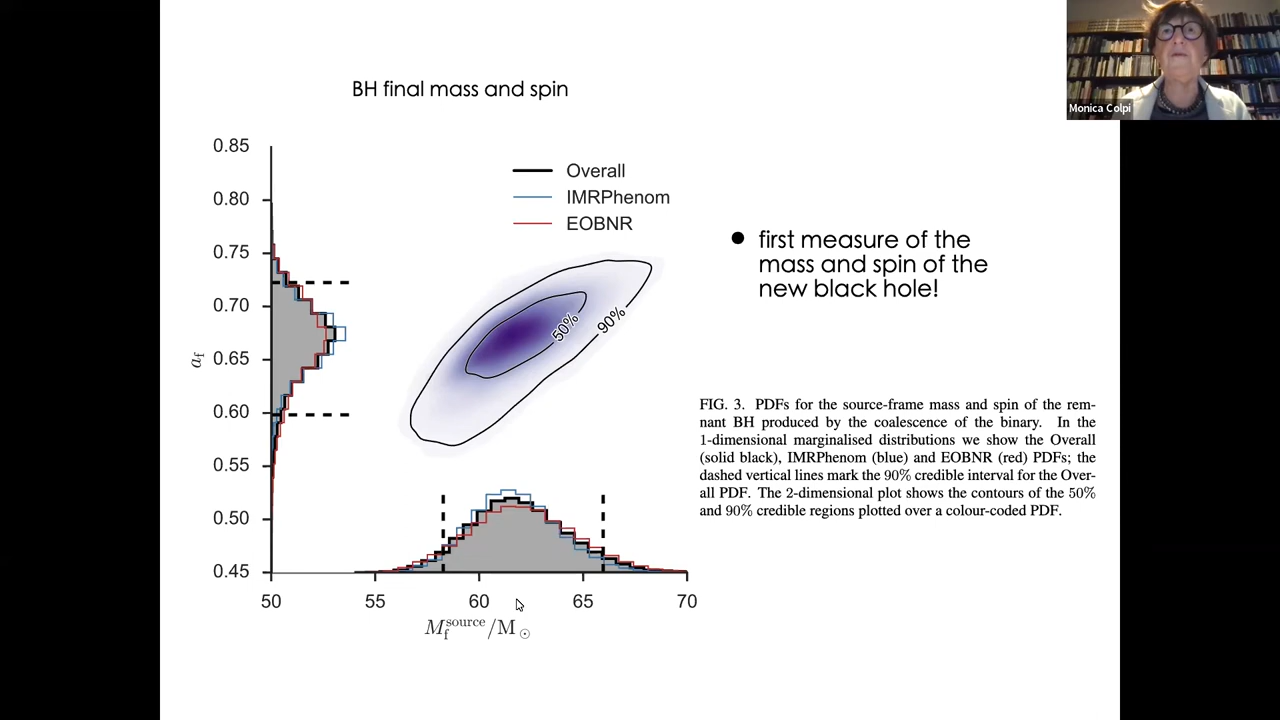 Monica Colpi
BH final mass and spin
0.85
0.80
0.75
0.70
0.65
0.60
0.55
0.50
0.45
a_f
50
55
60
65
70
M_f^source/M_⊙
Overall
IMRPhenom
EOBNR
50%
90%
● first measure of the
mass and spin of the
new black hole!
FIG. 3. PDFs for the source-frame mass and spin of the rem-
nant BH produced by the coalescence of the binary. In the
1-dimensional marginalised distributions we show the Overall
(solid black), IMRPhenom (blue) and EOBNR (red) PDFs; the
dashed vertical lines mark the 90% credible interval for the Over-
all PDF. The 2-dimensional plot shows the contours of the 50%
and 90% credible regions plotted over a colour-coded PDF.